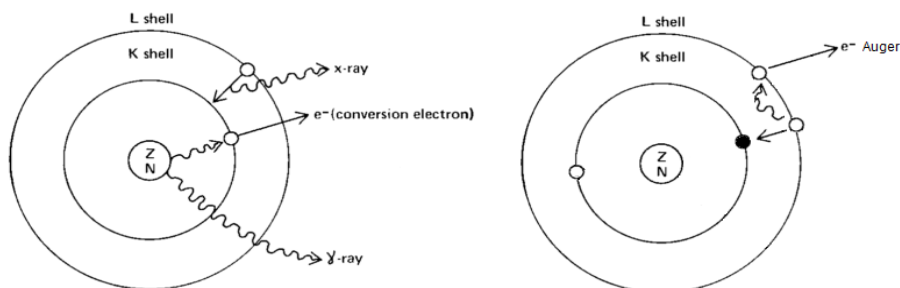 L shell
K shell
x-ray
e⁻(conversion electron)
Z
N
γ-ray
L shell
K shell
e⁻ Auger
Z
N